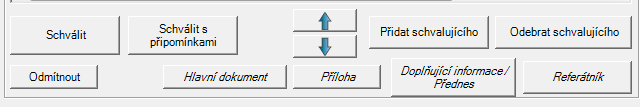 Schválit
Schválit s
připomínkami
Přidat schvalujícího
Odebrat schvalujícího
Odmítnout
Hlavní dokument
Příloha
Doplňující informace /
Přednes
Referátník